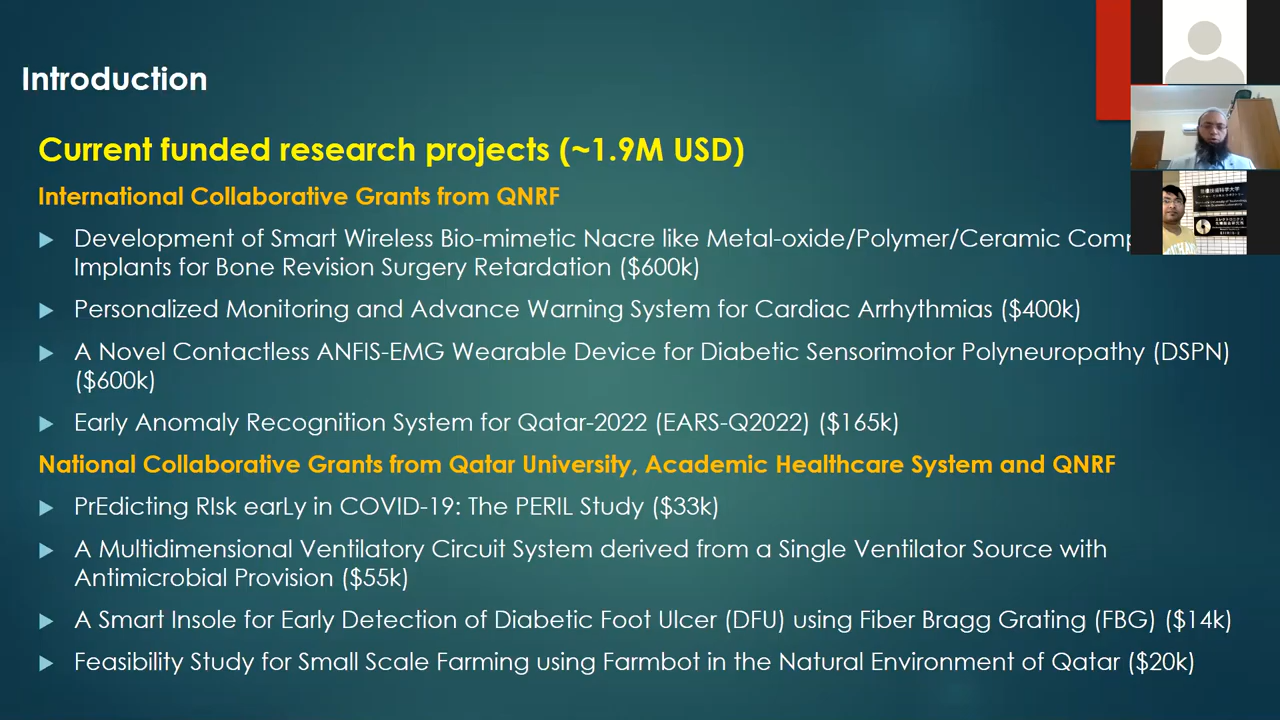 Introduction
Current funded research projects (~1.9M USD)
International Collaborative Grants from QNRF
Development of Smart Wireless Bio-mimetic Nacre like Metal-oxide/Polymer/Ceramic
Implants for Bone Revision Surgery Retardation ($600k)
Personalized Monitoring and Advance Warning System for Cardiac Arrhythmias ($400k)
A Novel Contactless ANFIS-EMG Wearable Device for Diabetic Sensorimotor Polyneuropathy (DSPN)
($600k)
Early Anomaly Recognition System for Qatar-2022 (EARS-Q2022) ($165k)
National Collaborative Grants from Qatar University, Academic Healthcare System and QNRF
PrEdicting RIsk earLy in COVID-19: The PERIL Study ($33k)
A Multidimensional Ventilatory Circuit System derived from a Single Ventilator Source with
Antimicrobial Provision ($55k)
A Smart Insole for Early Detection of Diabetic Foot Ulcer (DFU) using Fiber Bragg Grating (FBG) ($14k)
Feasibility Study for Small Scale Farming using Farmbot in the Natural Environment of Qatar ($20k)